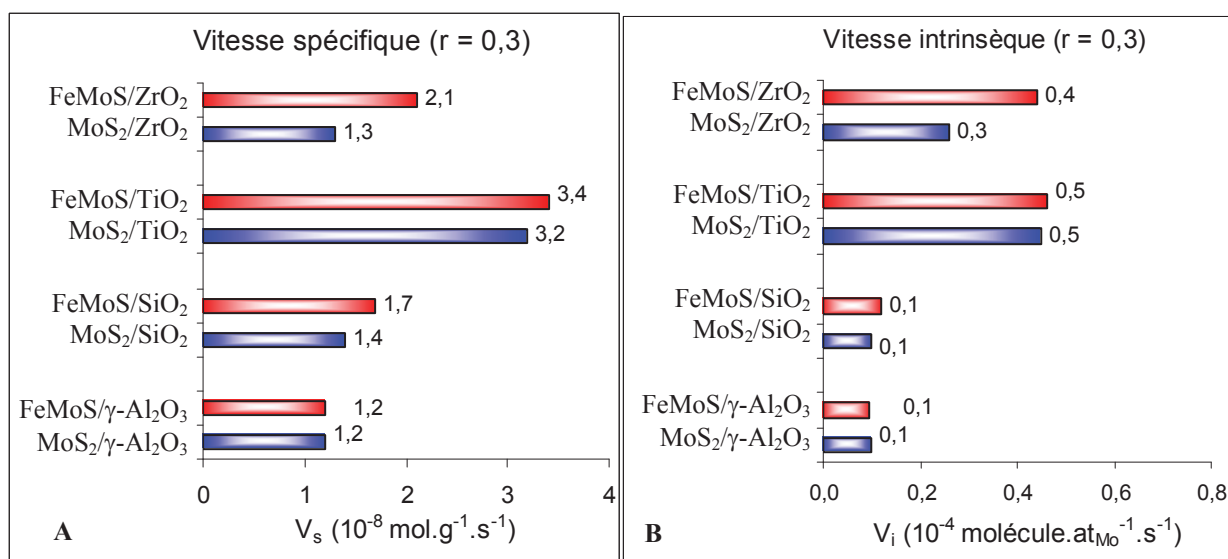 Vitesse spécifique (r = 0,3)
FeMoS/ZrO₂
2,1
MoS₂/ZrO₂
1,3
FeMoS/TiO₂
3,4
MoS₂/TiO₂
3,2
FeMoS/SiO₂
1,7
MoS₂/SiO₂
1,4
FeMoS/γ-Al₂O₃
1,2
MoS₂/γ-Al₂O₃
1,2
0 1 2 3 4
A
Vₛ (10⁻⁸ mol.g⁻¹.s⁻¹)
Vitesse intrinsèque (r = 0,3)
FeMoS/ZrO₂
0,4
MoS₂/ZrO₂
0,3
FeMoS/TiO₂
0,5
MoS₂/TiO₂
0,5
FeMoS/SiO₂
0,1
MoS₂/SiO₂
0,1
FeMoS/γ-Al₂O₃
0,1
MoS₂/γ-Al₂O₃
0,1
0,0 0,2 0,4 0,6 0,8
B
Vᵢ (10⁻⁴ molécule.at_Mo⁻¹.s⁻¹)